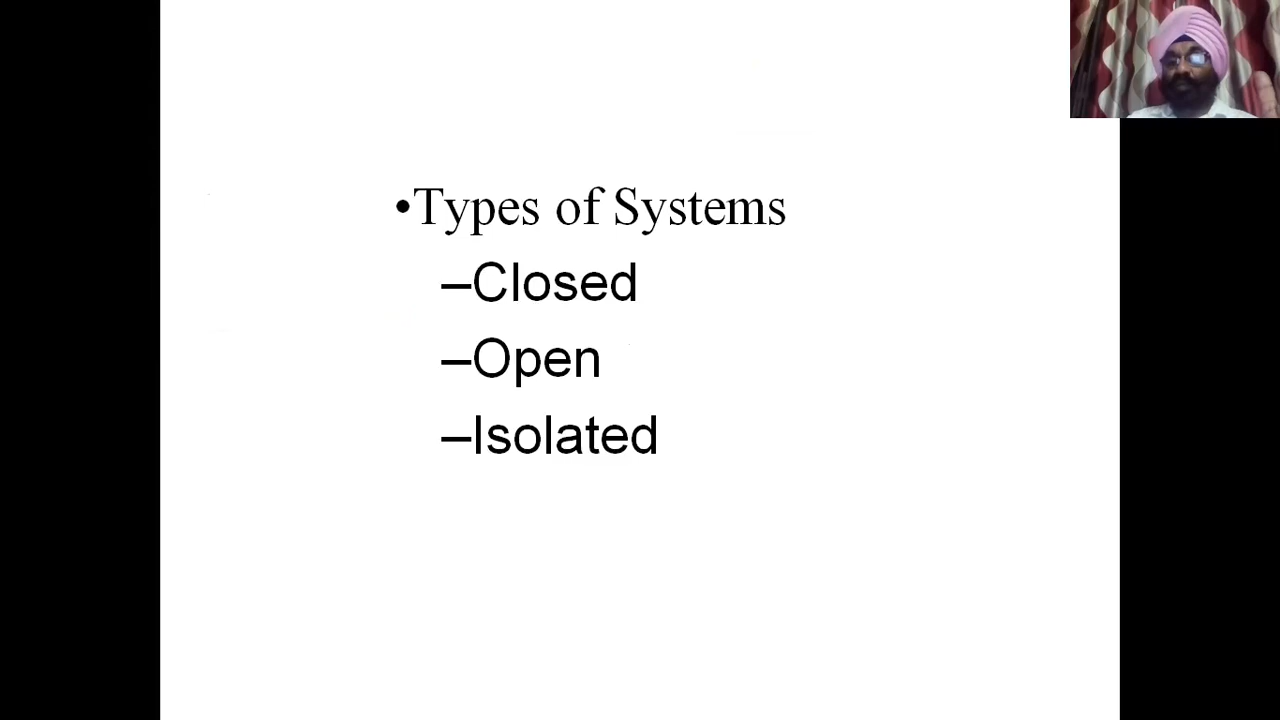 •Types of Systems
–Closed
–Open
–Isolated